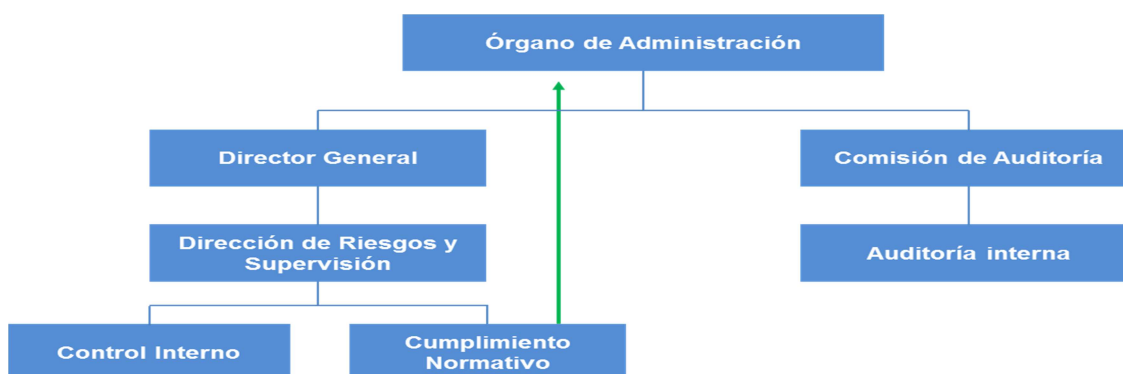 Órgano de Administración
Director General
Comisión de Auditoría
Dirección de Riesgos y
Supervisión
Auditoría interna
Control Interno
Cumplimiento
Normativo